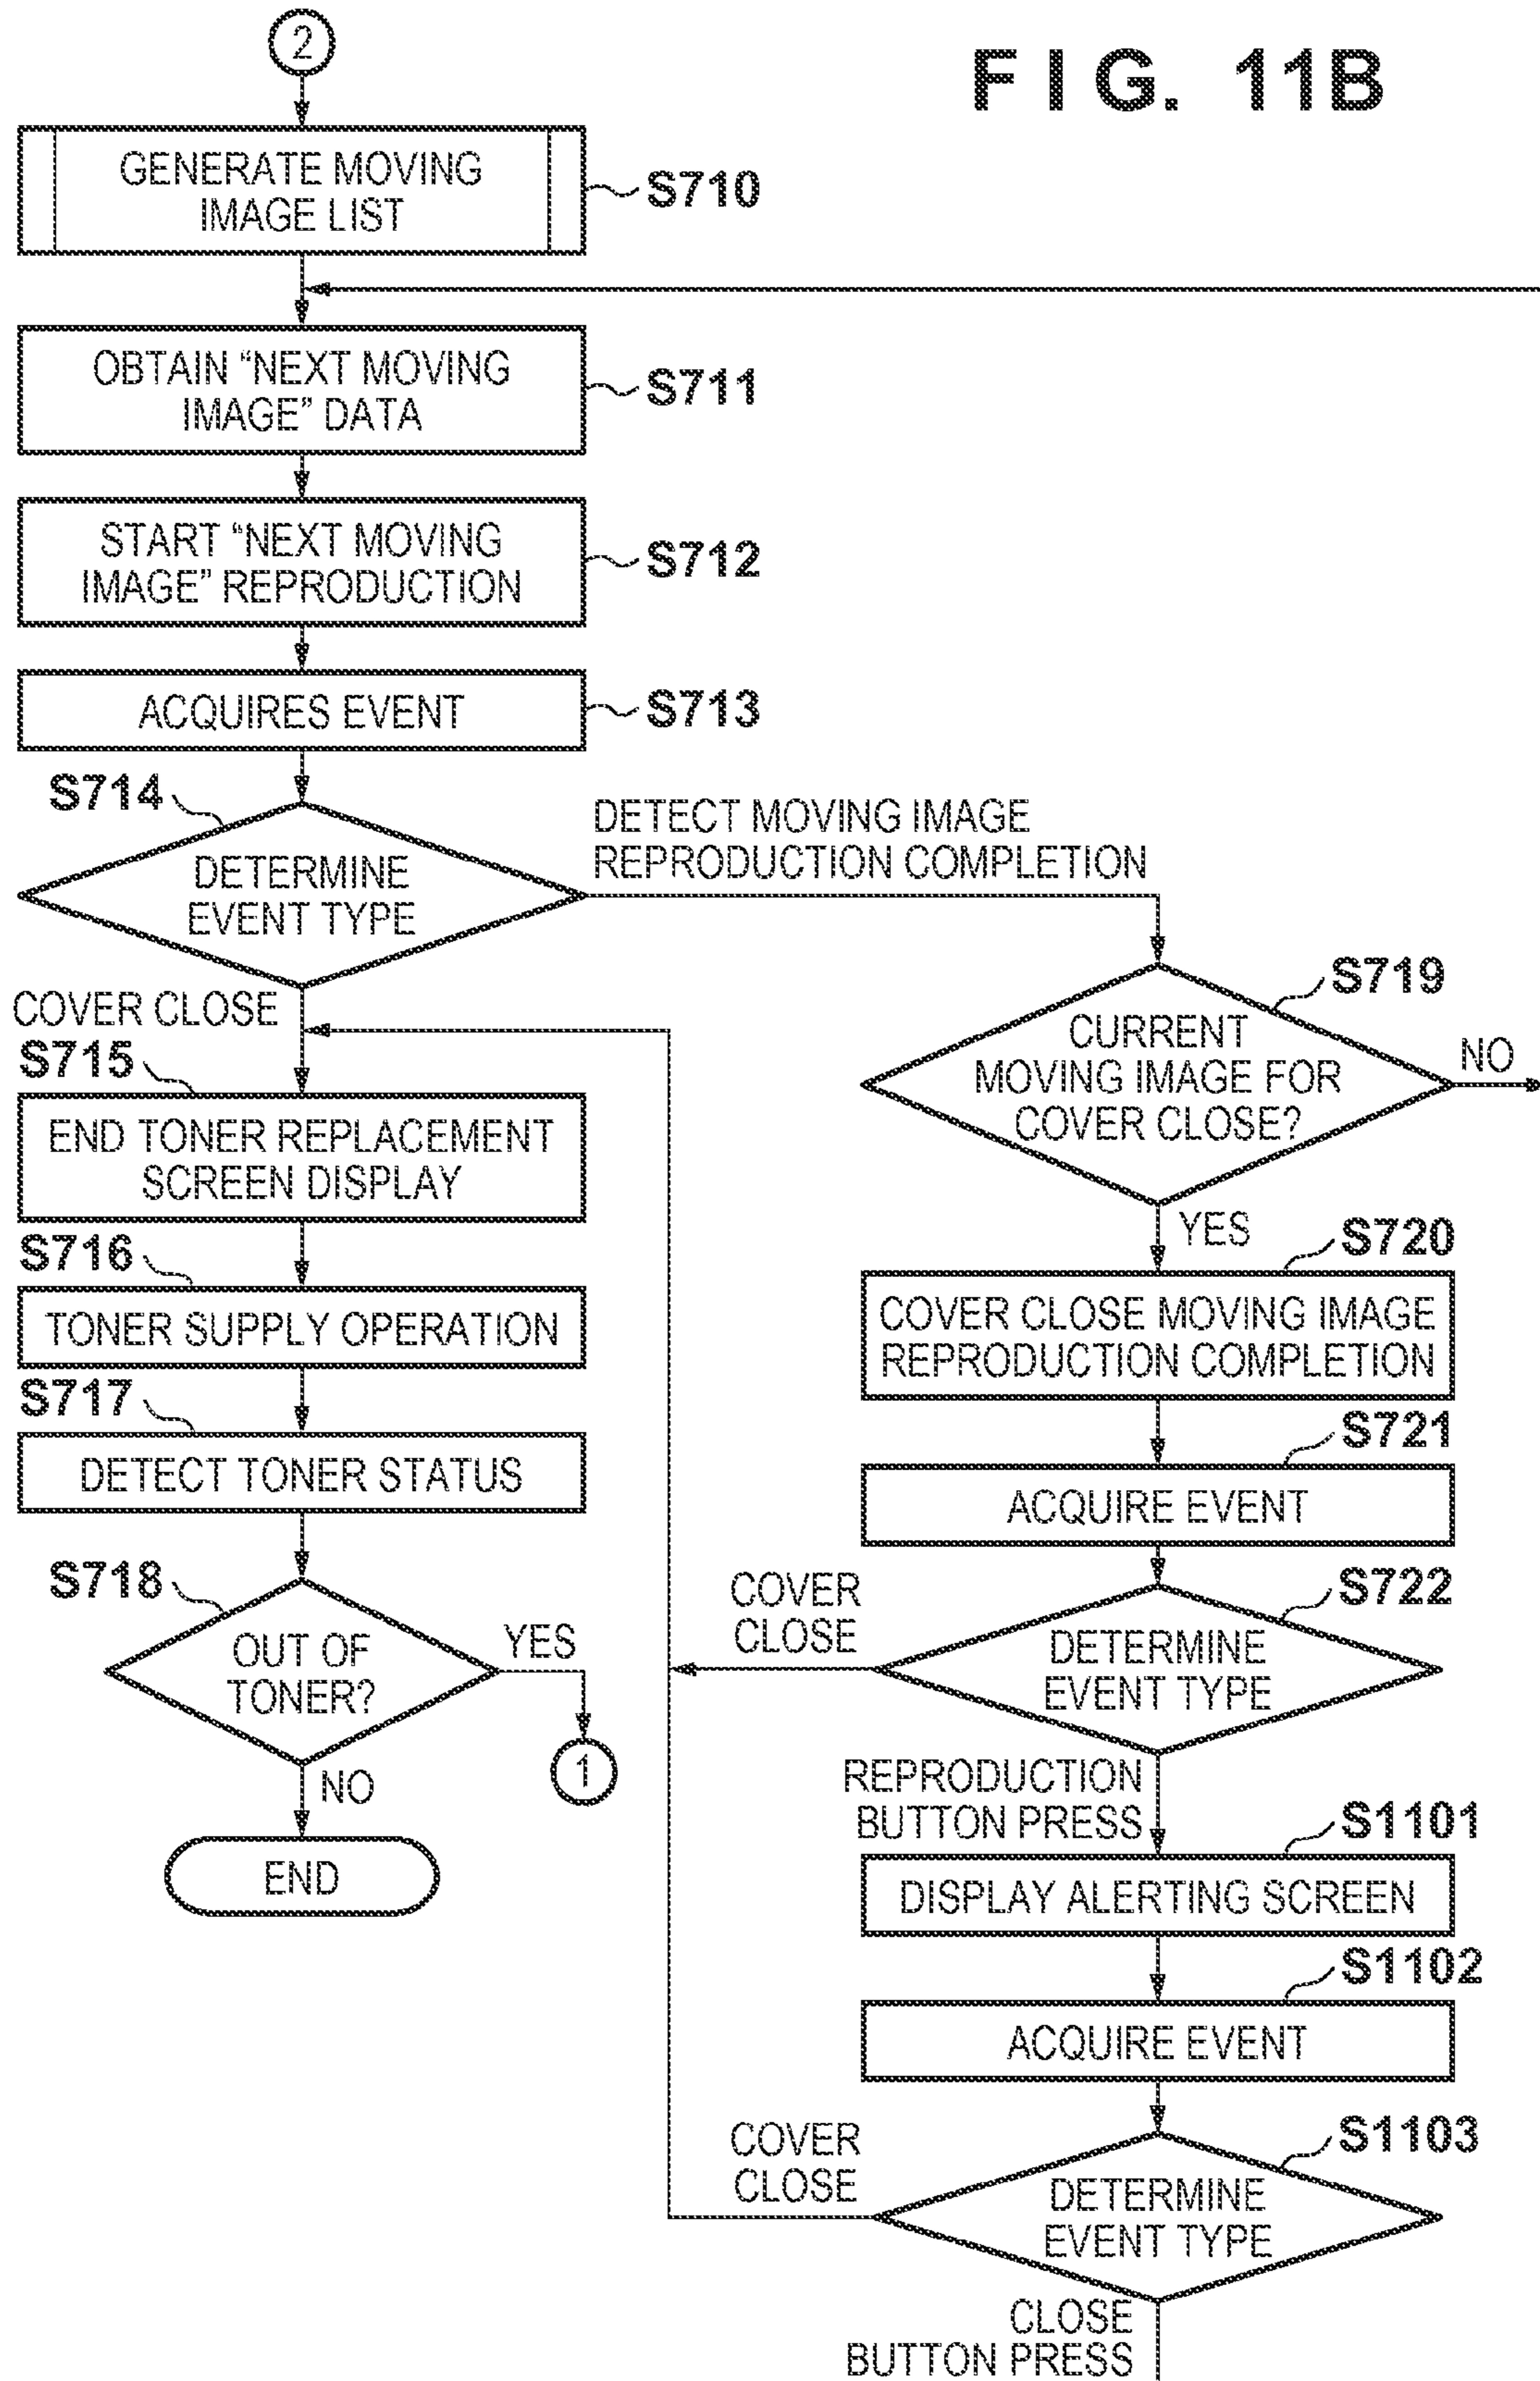 FIG. 11B
2
GENERATE MOVING
IMAGE LIST
S710
OBTAIN “NEXT MOVING
IMAGE” DATA
S711
START “NEXT MOVING
IMAGE” REPRODUCTION
S712
ACQUIRES EVENT
S713
S714
DETERMINE
EVENT TYPE
DETECT MOVING IMAGE
REPRODUCTION COMPLETION
COVER CLOSE
S715
END TONER REPLACEMENT
SCREEN DISPLAY
S716
TONER SUPPLY OPERATION
S717
DETECT TONER STATUS
S718
OUT OF
TONER?
YES
1
NO
END
S719
CURRENT
MOVING IMAGE FOR
COVER CLOSE?
NO
YES
S720
COVER CLOSE MOVING IMAGE
REPRODUCTION COMPLETION
S721
ACQUIRE EVENT
S722
COVER
CLOSE
DETERMINE
EVENT TYPE
REPRODUCTION
BUTTON PRESS
S1101
DISPLAY ALERTING SCREEN
S1102
ACQUIRE EVENT
S1103
COVER
CLOSE
DETERMINE
EVENT TYPE
CLOSE
BUTTON PRESS